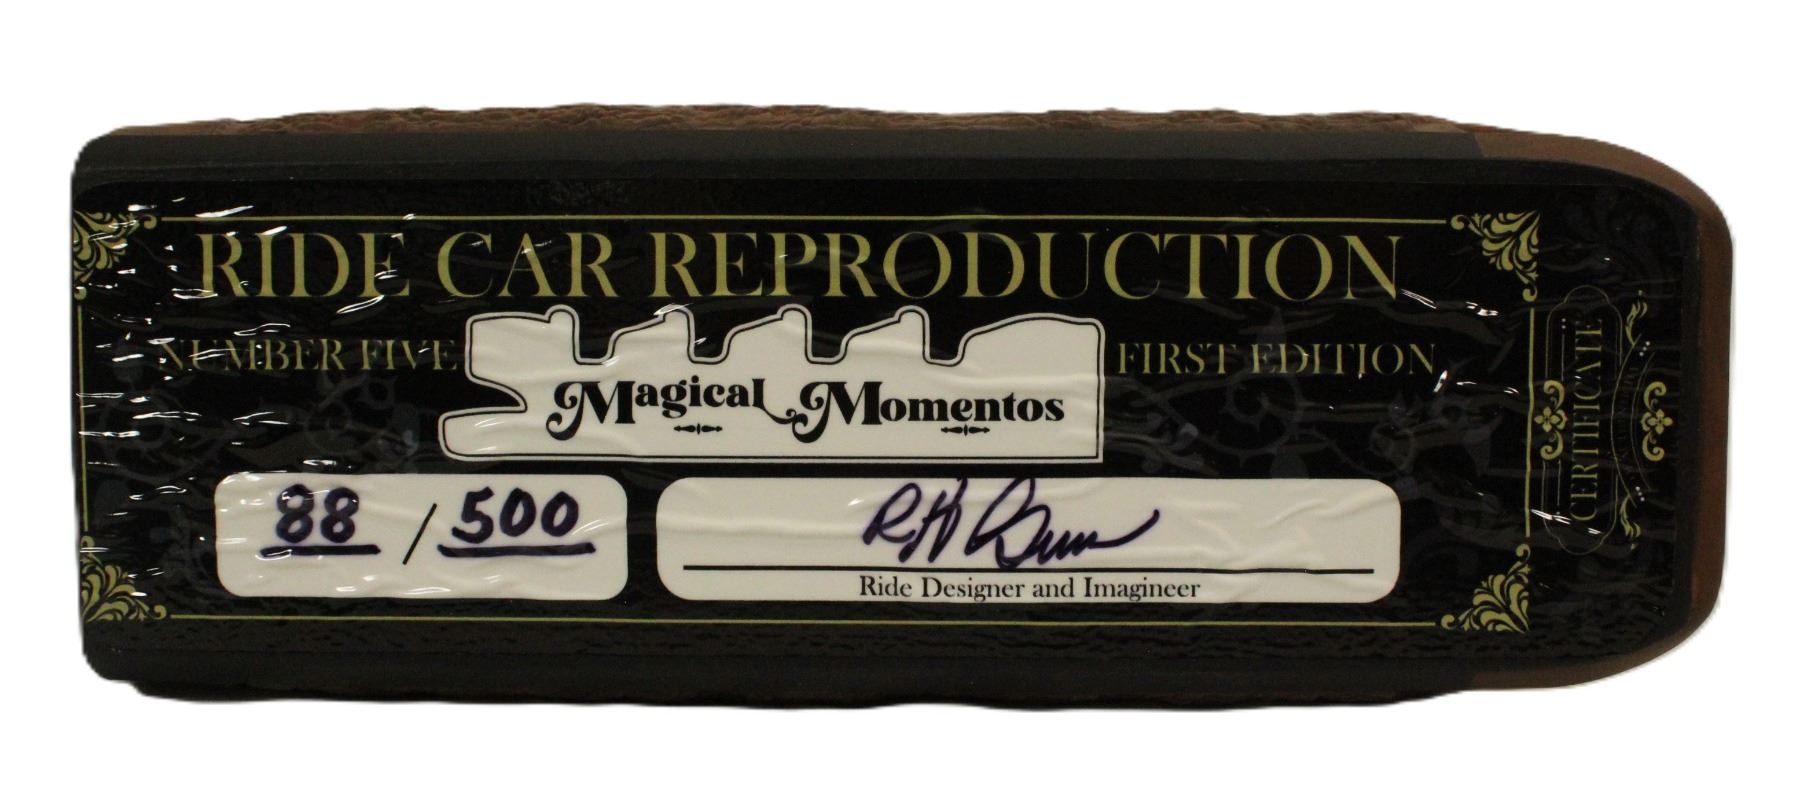 RIDE CAR REPRODUCTION
NUMBER FIVE
Magical Momentos
FIRST EDITION
88 / 500
Ride Designer and Imagineer
CERTIFICATE